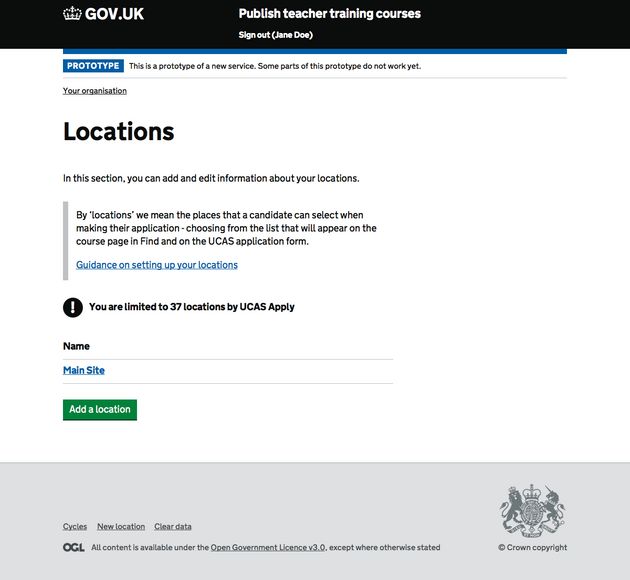 GOV.UK
Publish teacher training courses
Sign out (Jane Doe)
PROTOTYPE This is a prototype of a new service. Some parts of this prototype do not work yet.
Your organisation
Locations
In this section, you can add and edit information about your locations.
By ‘locations’ we mean the places that a candidate can select when
making their application - choosing from the list that will appear on the
course page in Find and on the UCAS application form.
Guidance on setting up your locations
! You are limited to 37 locations by UCAS Apply
Name
Main Site
Add a location
Cycles New location Clear data
OGL All content is available under the Open Government Licence v3.0, except where otherwise stated
© Crown copyright